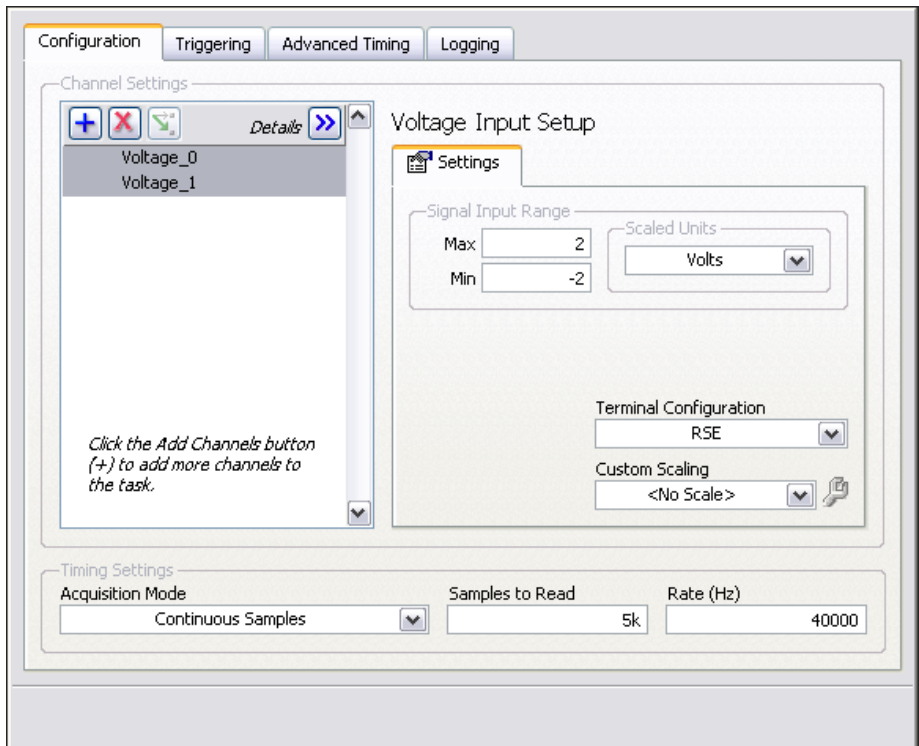 Configuration Triggering Advanced Timing Logging
Channel Settings
Details
Voltage_0
Voltage_1
Click the Add Channels button
(+) to add more channels to
the task.
Voltage Input Setup
Settings
Signal Input Range
Max 2
Min -2
Scaled Units
Volts
Terminal Configuration
RSE
Custom Scaling
<No Scale>
Timing Settings
Acquisition Mode
Continuous Samples
Samples to Read
5k
Rate (Hz)
40000